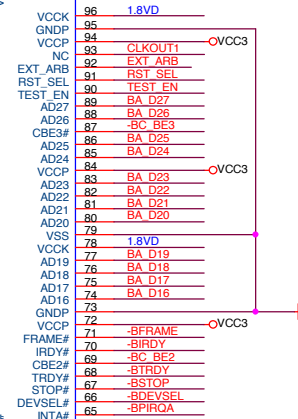 VCCK 96 1.8VD
GNDP 95
VCCP 94 VCC3
NC 93 CLKOUT1
EXT_ARB 92 EXT_ARB
RST_SEL 91 RST_SEL
TEST_EN 90 TEST_EN
AD27 89 BA_D27
AD26 88 BA_D26
CBE3# 87 -BC_BE3
AD25 86 BA_D25
AD24 85 BA_D24
VCCP 84 VCC3
AD23 83 BA_D23
AD22 82 BA_D22
AD21 81 BA_D21
AD20 80 BA_D20
VSS 79
VCCK 78 1.8VD
AD19 77 BA_D19
AD18 76 BA_D18
AD17 75 BA_D17
AD16 74 BA_D16
GNDP 73
VCCP 72 VCC3
FRAME# 71 -BFRAME
IRDY# 70 -BIRDY
CBE2# 69 -BC_BE2
TRDY# 68 -BTRDY
STOP# 67 -BSTOP
DEVSEL# 66 -BDEVSEL
INTA# 65 -BPIRQA